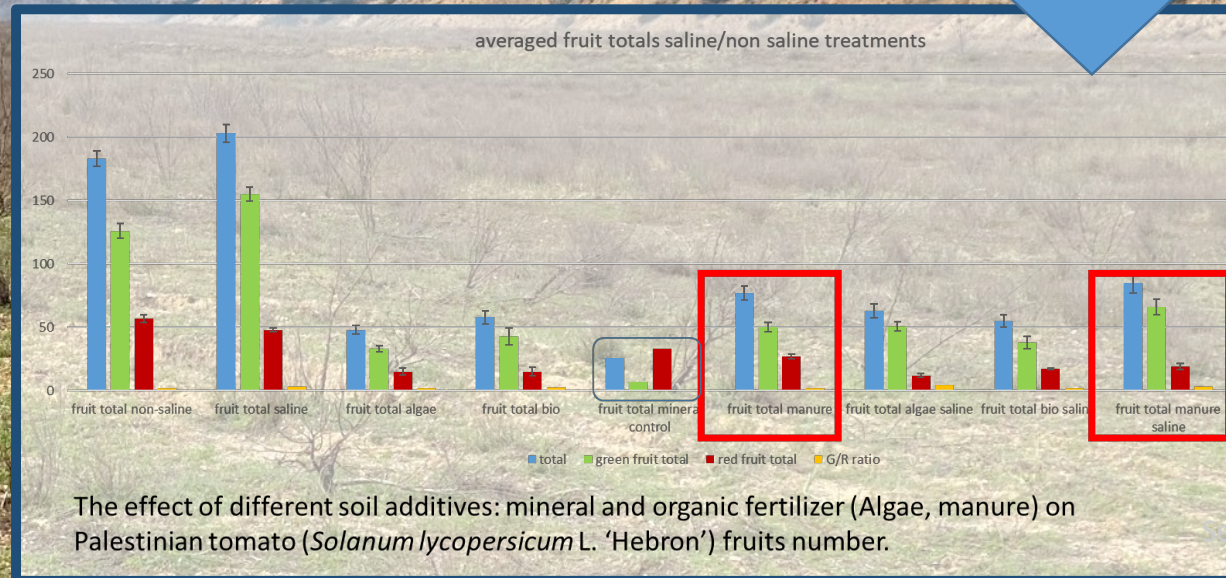 averaged fruit totals saline/non saline treatments
250
200
150
100
50
0
fruit total non-saline fruit total saline fruit total algae fruit total bio fruit total minera fruit total manure fruit total algae saline fruit total bio salin fruit total manure
control saline
total green fruit total red fruit total G/R ratio
The effect of different soil additives: mineral and organic fertilizer (Algae, manure) on
Palestinian tomato (Solanum lycopersicum L. ‘Hebron’) fruits number.